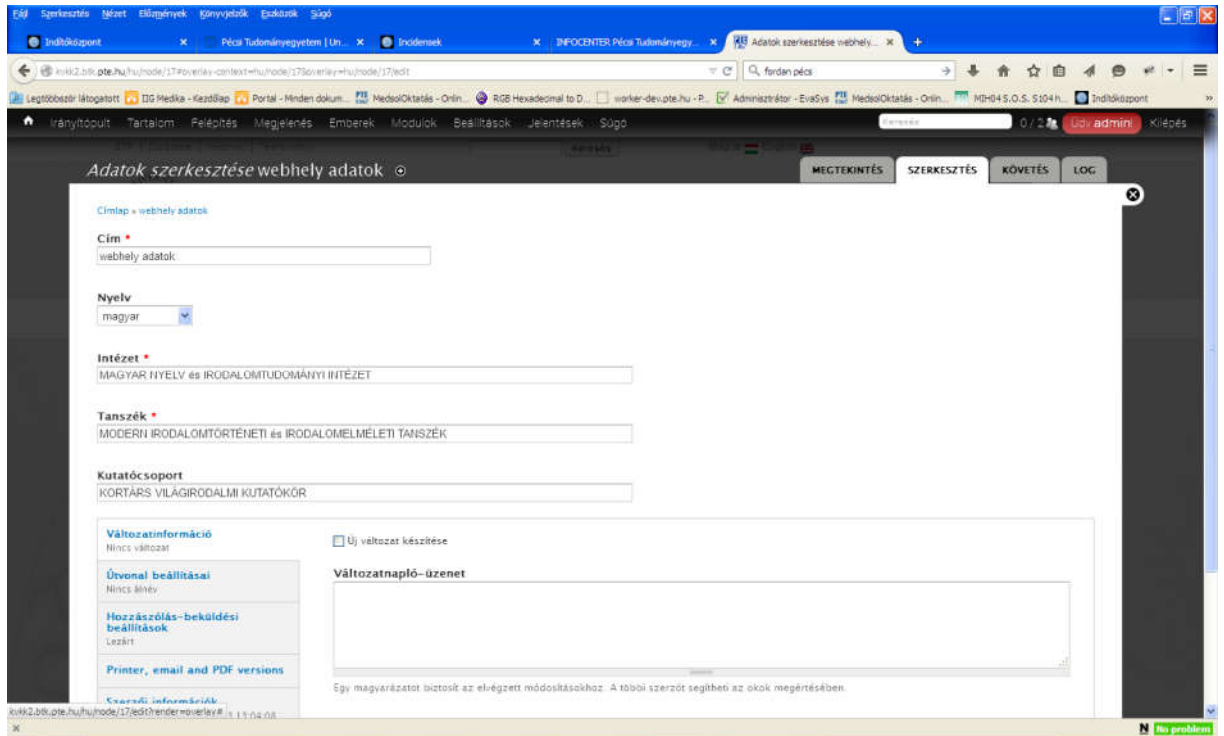 Fájl Szerkesztés Nézet Előzmények Könyvjelzők Eszközök Súgó
Indítóközpont Pécsi Tudományegyetem | Un... Incidensek INFOCENTER Pécsi Tudományegy... Adatok szerkesztése webhely...
kvkk2.btk.pte.hu/hu/node/17#overlay-context=hu/node/17&overlay=hu/node/17/edit fordan pécs
Legtöbbször látogatott IIG Medika - Kezdőlap Portal - Minden dokum... MedsolOktatás - Onlin... RGB Hexadecimal to D... worker-dev.pte.hu - P... Adminisztrátor - EvaSys MedsolOktatás - Onlin... MIH04 S.O.S. S104 h... Indítóközpont
Irányítópult Tartalom Felépítés Megjelenés Emberek Modulok Beállítások Jelentések Súgó Keresés 0 / 2 Üdv admin! Kilépés
Adatok szerkesztése webhely adatok MEGTEKINTÉS SZERKESZTÉS KÖVETÉS LOG
Címlap » webhely adatok
Cím *
webhely adatok
Nyelv
magyar
Intézet *
MAGYAR NYELV és IRODALOMTUDOMÁNYI INTÉZET
Tanszék *
MODERN IRODALOMTÖRTÉNETI és IRODALOMELMÉLETI TANSZÉK
Kutatócsoport
KORTÁRS VILÁGIRODALMI KUTATÓKÖR
Változatinformáció
Nincs változat
Új változat készítése
Útvonal beállításai
Nincs álnév
Változatnapló-üzenet
Hozzászólás-beküldési
beállítások
Lezárt
Printer, email and PDF versions
Egy magyarázatot biztosít az elvégzett módosításokhoz. A többi szerzőt segítheti az okok megértésében.
Szerzői információk
kvkk2.btk.pte.hu/hu/node/17/edit?render=overlay#
No problem